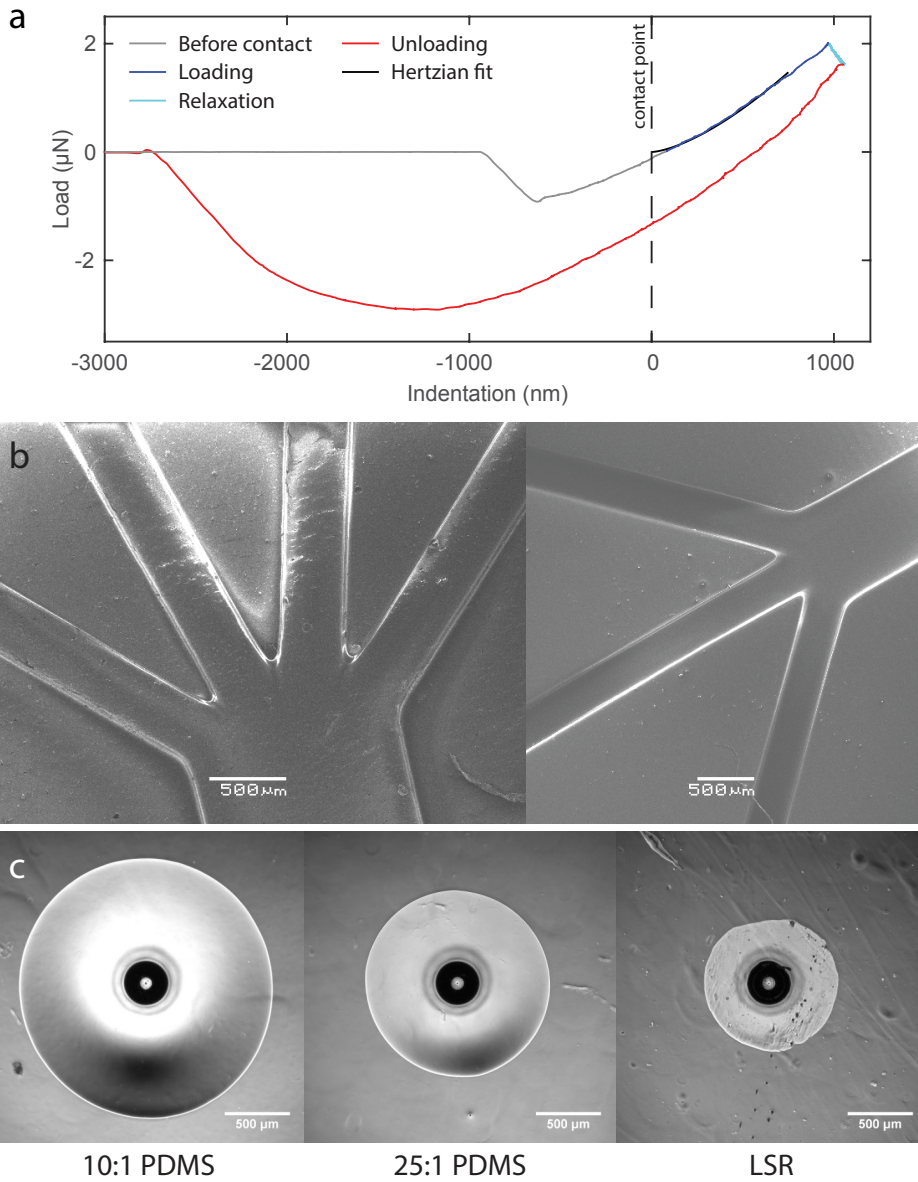 a
Before contact
Loading
Relaxation
Unloading
Hertzian fit
contact point
2
0
-2
Load (µN)
-3000 -2000 -1000 0 1000
Indentation (nm)
b
500µm
500µm
c
500 µm
500 µm
500 µm
10:1 PDMS 25:1 PDMS LSR